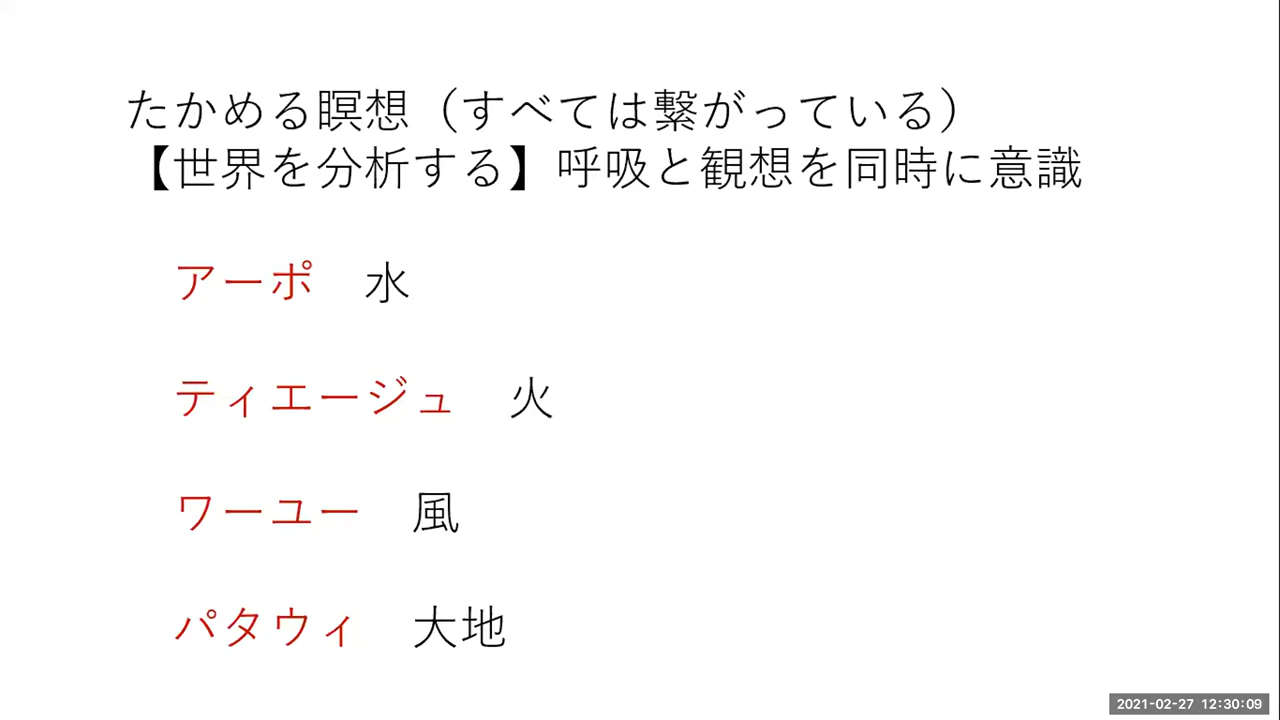 たかめる瞑想（すべては繋がっている）
【世界を分析する】呼吸と観想を同時に意識
アーポ　水
ティエージュ　火
ワーユー　風
パタウィ　大地
2021-02-27 12:30:09